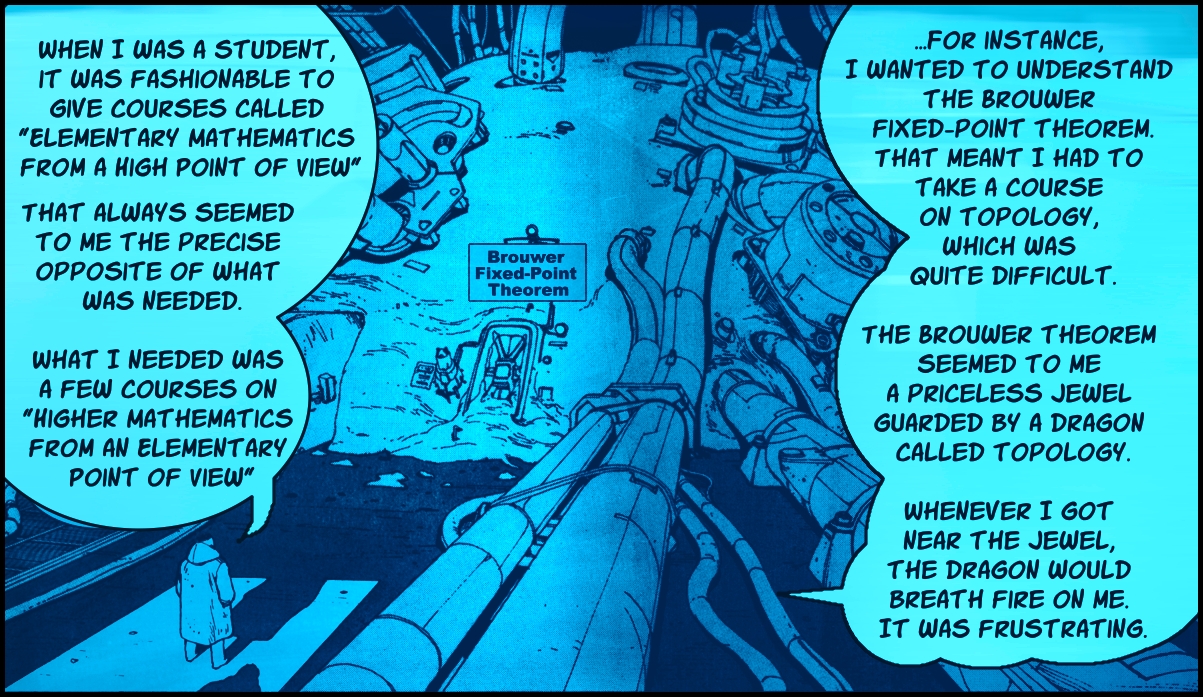 WHEN I WAS A STUDENT,
IT WAS FASHIONABLE TO
GIVE COURSES CALLED
"ELEMENTARY MATHEMATICS
FROM A HIGH POINT OF VIEW"
THAT ALWAYS SEEMED
TO ME THE PRECISE
OPPOSITE OF WHAT
WAS NEEDED.
WHAT I NEEDED WAS
A FEW COURSES ON
"HIGHER MATHEMATICS
FROM AN ELEMENTARY
POINT OF VIEW"
Brouwer
Fixed-Point
Theorem
...FOR INSTANCE,
I WANTED TO UNDERSTAND
THE BROUWER
FIXED-POINT THEOREM.
THAT MEANT I HAD TO
TAKE A COURSE
ON TOPOLOGY,
WHICH WAS
QUITE DIFFICULT.
THE BROUWER THEOREM
SEEMED TO ME
A PRICELESS JEWEL
GUARDED BY A DRAGON
CALLED TOPOLOGY.
WHENEVER I GOT
NEAR THE JEWEL,
THE DRAGON WOULD
BREATH FIRE ON ME.
IT WAS FRUSTRATING.